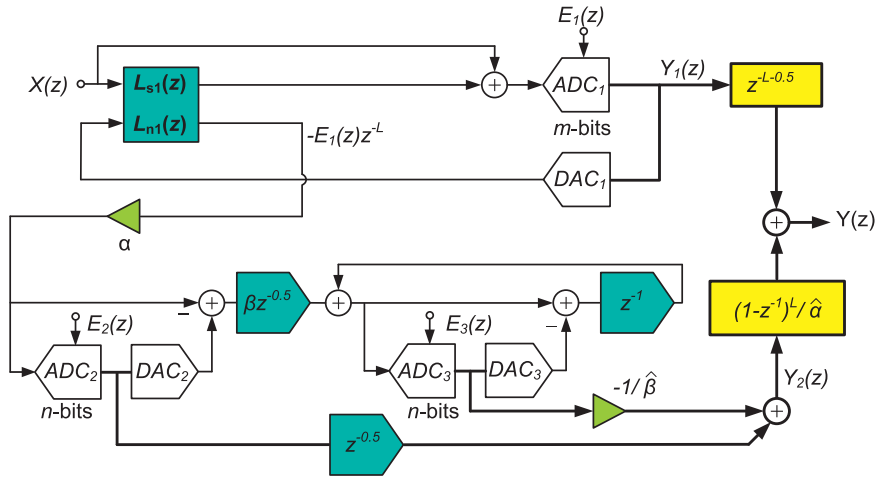 E₁(z)
X(z)
Lₛ₁(z)
Lₙ₁(z)
ADC₁
m-bits
Y₁(z)
z⁻ᴸ⁻⁰·⁵
-E₁(z)z⁻ᴸ
DAC₁
α
Y(z)
βz⁻⁰·⁵
z⁻¹
(1-z⁻¹)ᴸ/α̂
E₂(z)
ADC₂
DAC₂
n-bits
E₃(z)
ADC₃
DAC₃
n-bits
-1/β̂
Y₂(z)
z⁻⁰·⁵